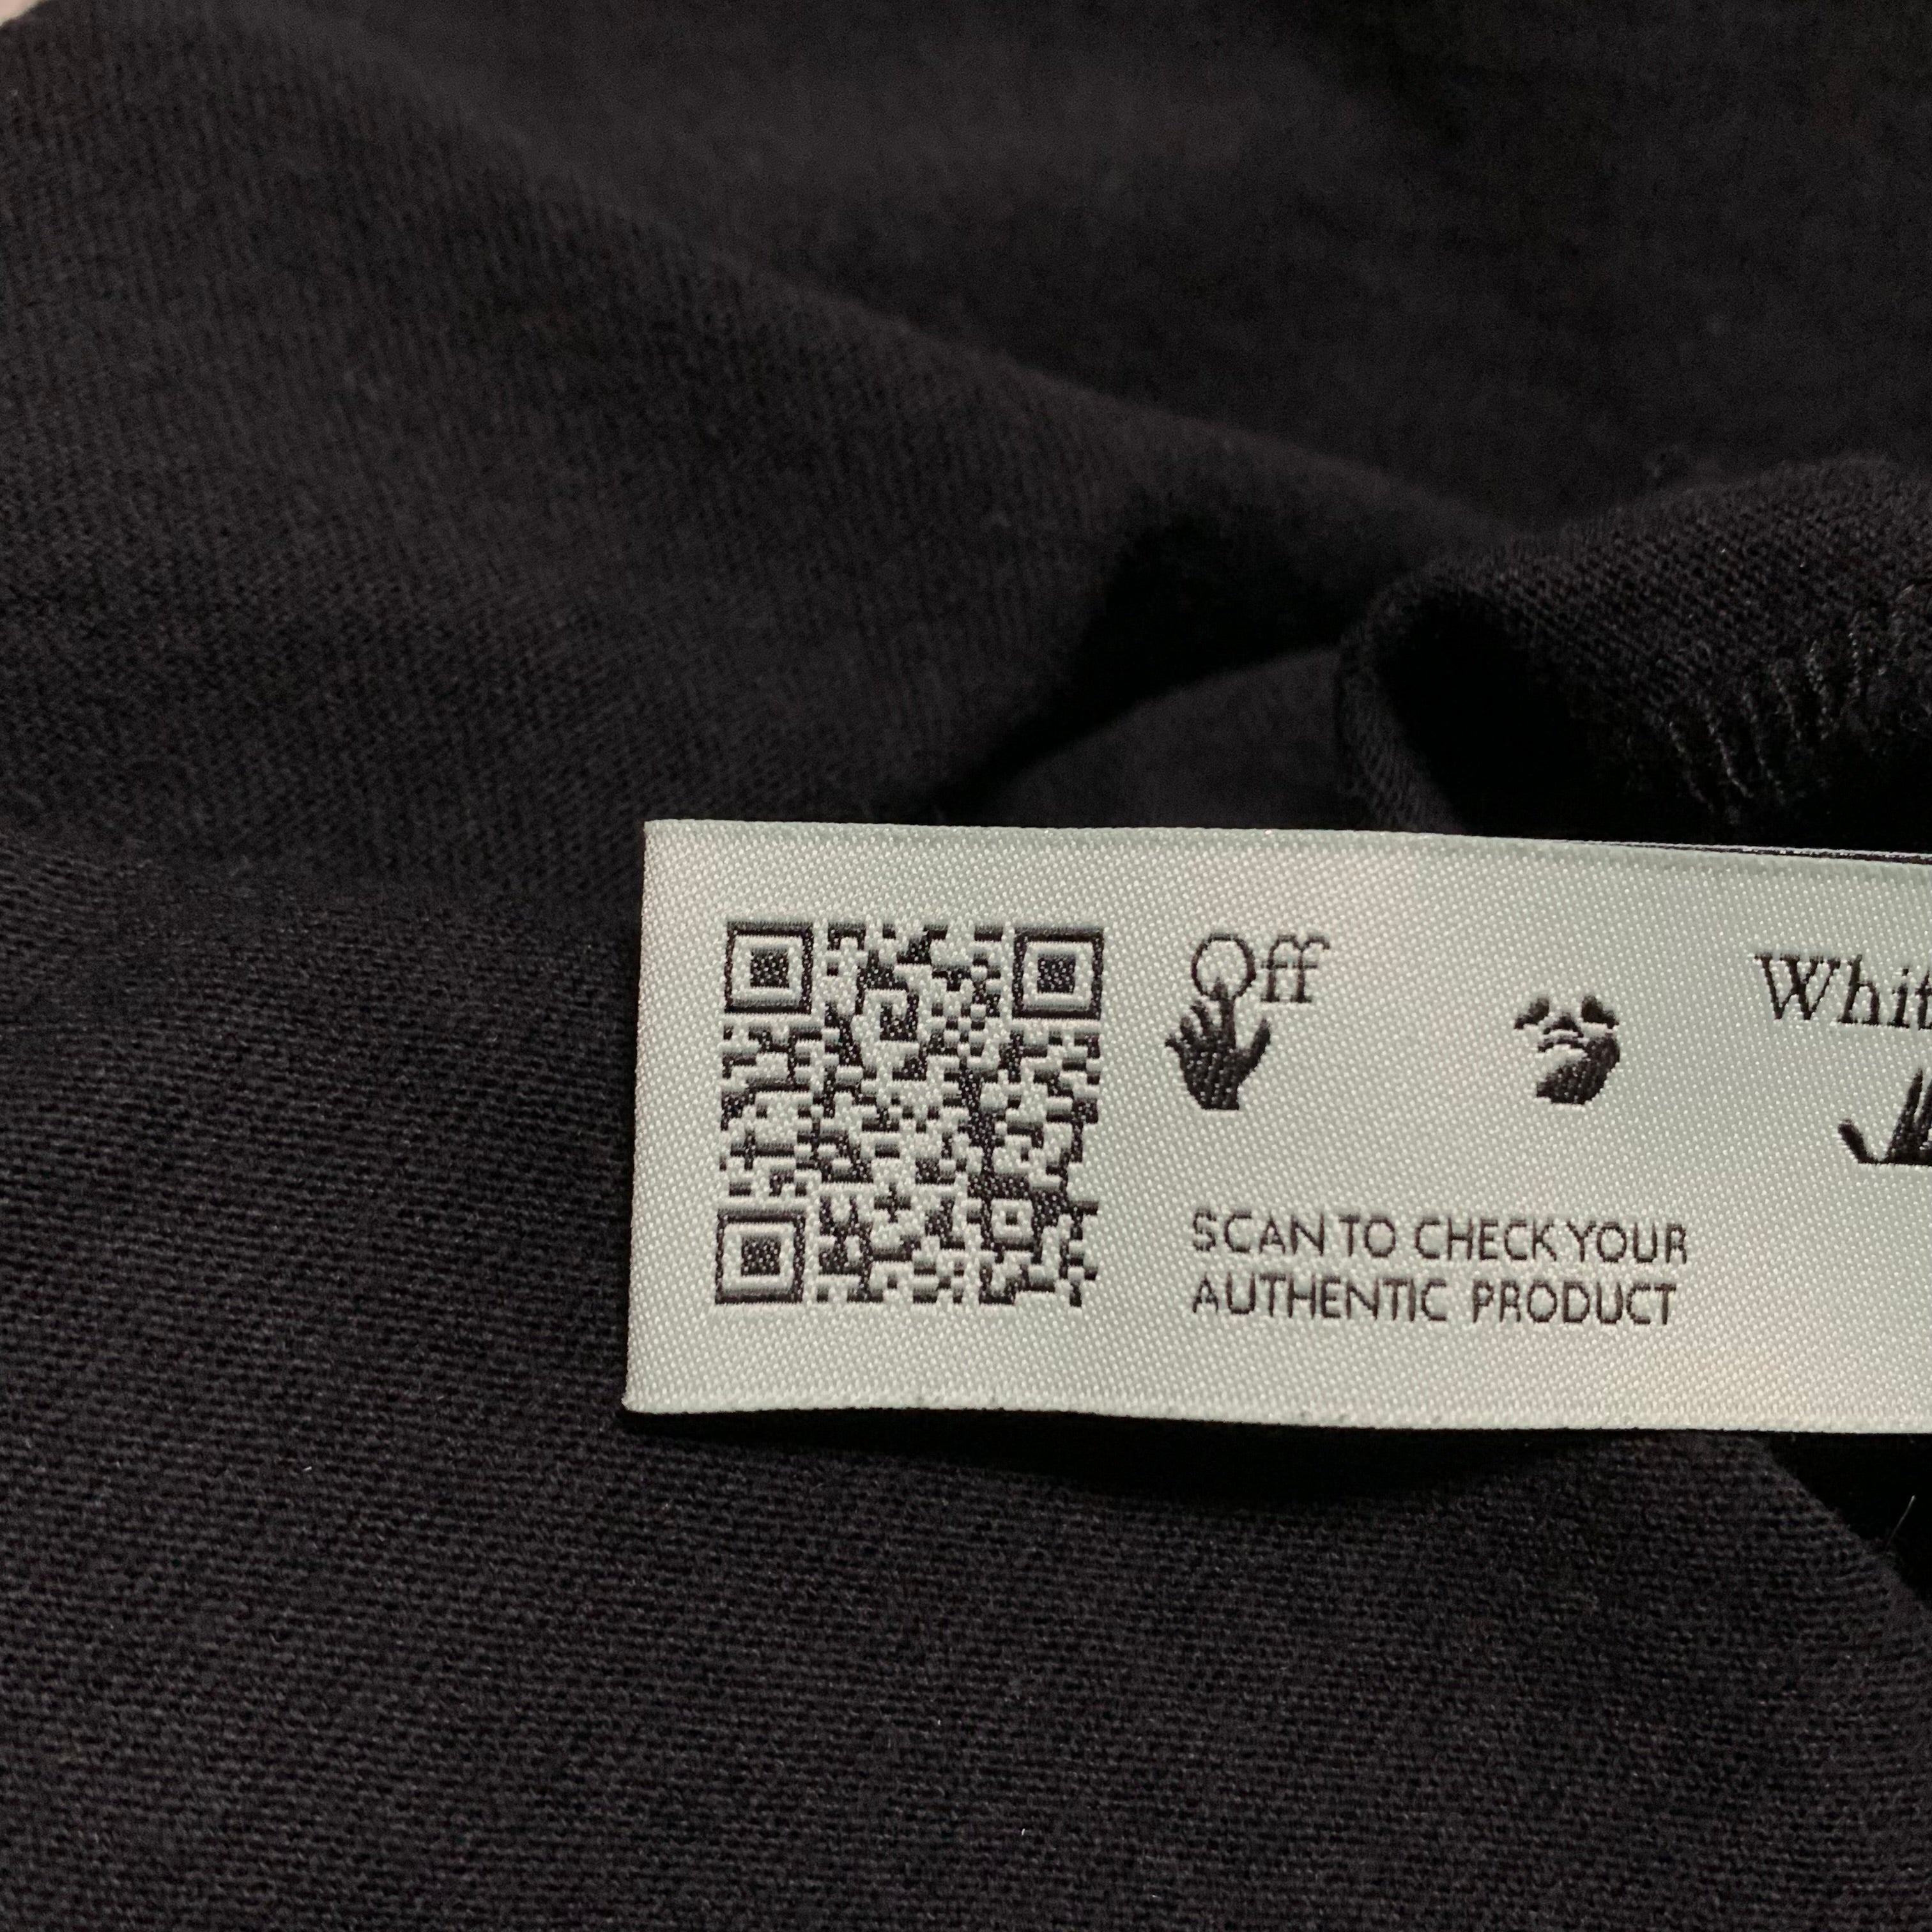 Off
Whit
SCAN TO CHECK YOUR
AUTHENTIC PRODUCT